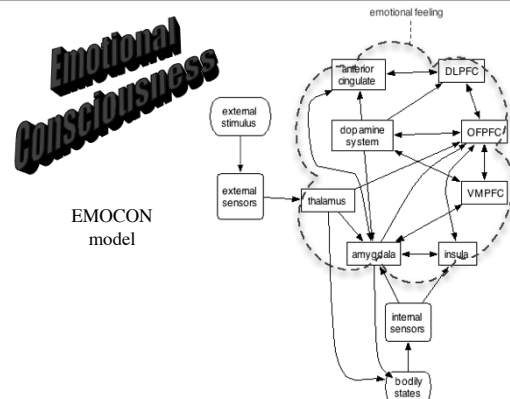 emotional feeling
Emotional
Consciousness
EMOCON
model
external
stimulus
external
sensors
anterior
cingulate
DLPFC
dopamine
system
OFPFC
thalamus
VMPFC
amygdala
insula
internal
sensors
bodily
states